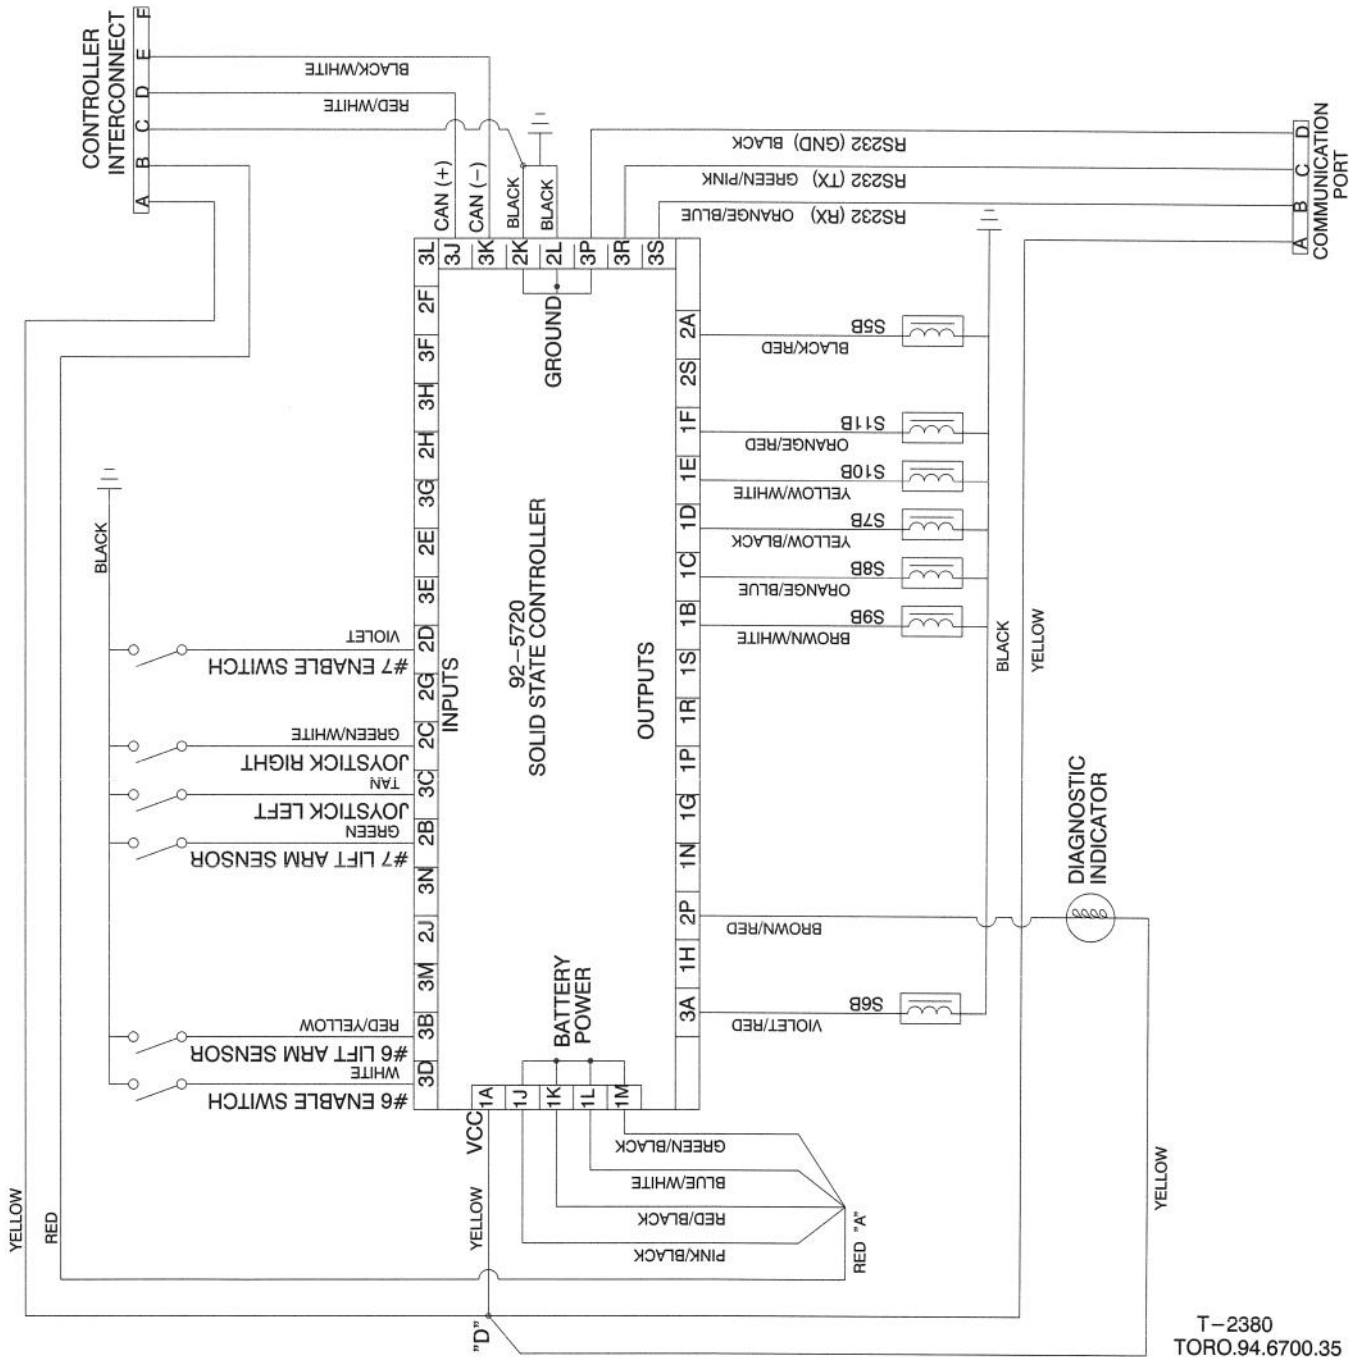 CONTROLLER
INTERCONNECT
A
B
C
D
E
F
BLACK/WHITE
RED/WHITE
CAN (+)
CAN (−)
BLACK
BLACK
3L
3J
3K
2K
2L
3P
3R
3S
GROUND
RS232 (GND) BLACK
RS232 (TX) GREEN/PINK
RS232 (RX) ORANGE/BLUE
A
B
C
D
COMMUNICATION
PORT
2F
3F
3H
2H
3G
2E
3E
2D
2G
2C
3C
2B
3N
2J
3M
3B
3D
INPUTS
BLACK
VIOLET
#7 ENABLE SWITCH
GREEN/WHITE
JOYSTICK RIGHT
TAN
JOYSTICK LEFT
GREEN
#7 LIFT ARM SENSOR
RED/YELLOW
#6 LIFT ARM SENSOR
WHITE
#6 ENABLE SWITCH
92−5720
SOLID STATE CONTROLLER
OUTPUTS
2A
2S
1F
1E
1D
1C
1B
1S
1R
1P
1G
1N
2P
1H
3A
BLACK/RED
S5B
ORANGE/RED
S11B
YELLOW/WHITE
S10B
YELLOW/BLACK
S7B
ORANGE/BLUE
S8B
BROWN/WHITE
S9B
BLACK
YELLOW
BROWN/RED
DIAGNOSTIC
INDICATOR
VIOLET/RED
S6B
BATTERY
POWER
VCC
1A
1J
1K
1L
1M
YELLOW
GREEN/BLACK
BLUE/WHITE
RED/BLACK
PINK/BLACK
RED "A"
YELLOW
RED
YELLOW
"D"
T−2380
TORO.94.6700.35